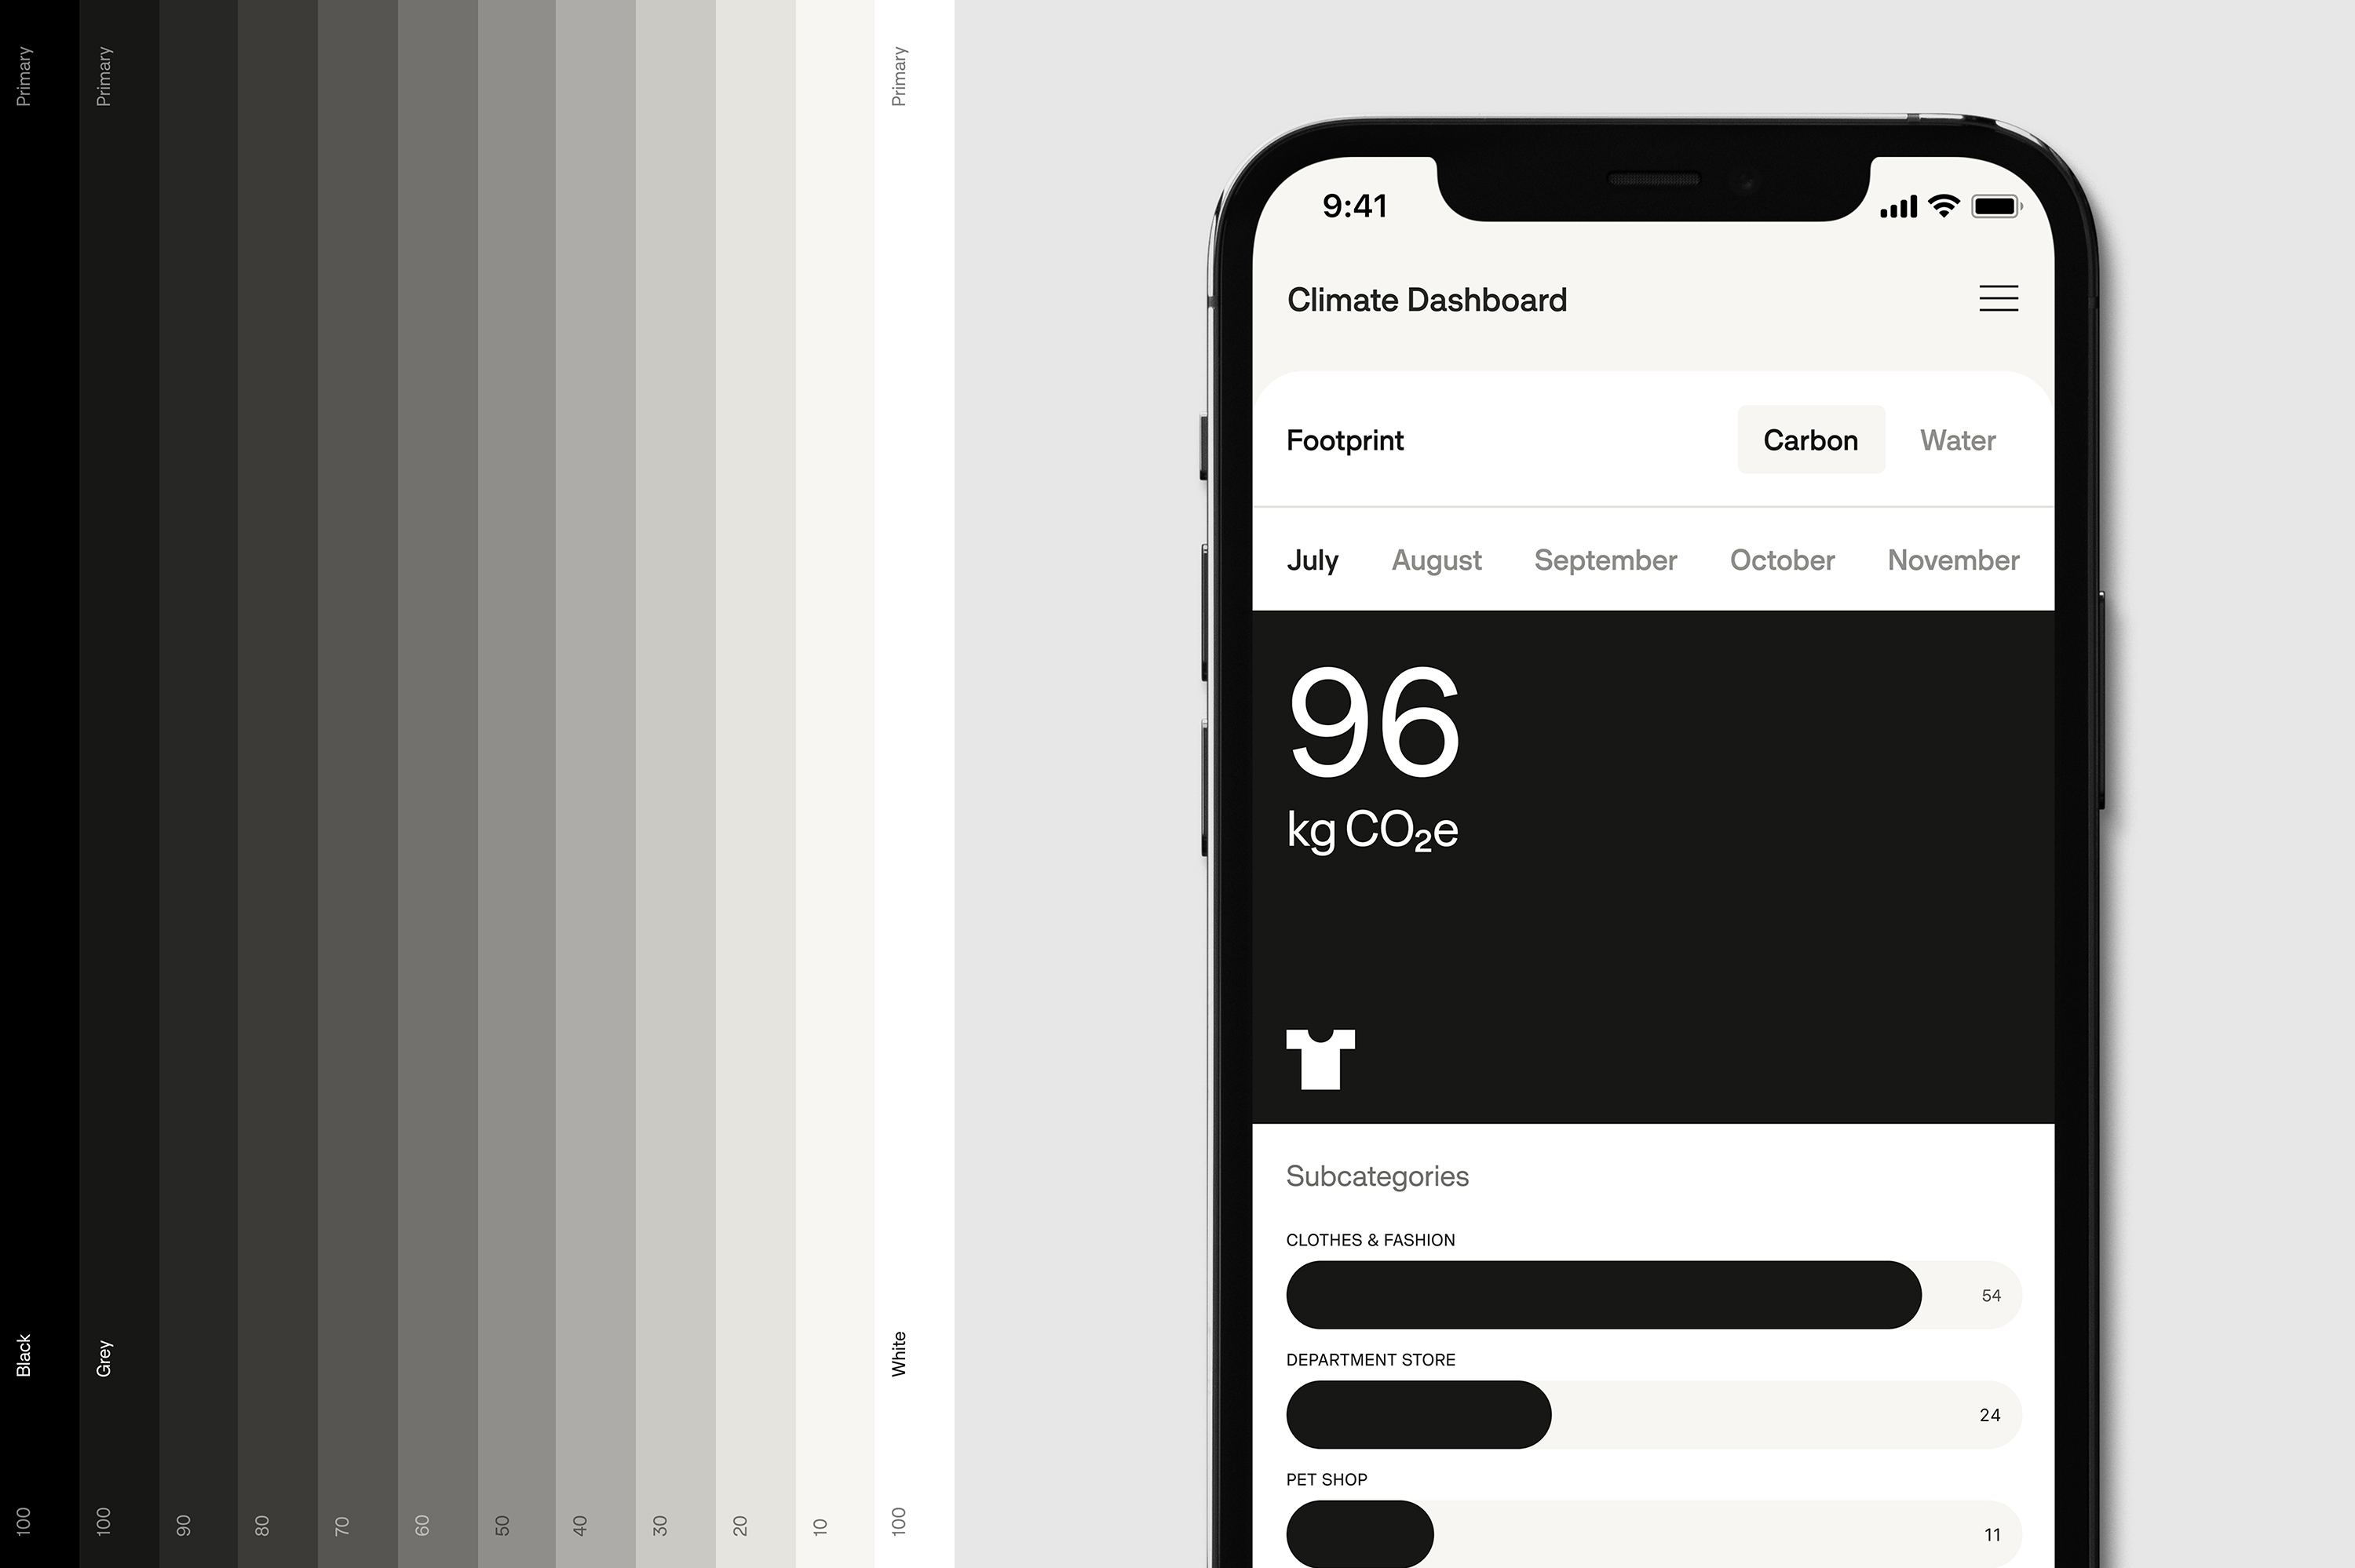 Primary
Primary
Primary
Black
Grey
White
100
100
90
80
70
60
50
40
30
20
10
100
9:41
Climate Dashboard
Footprint
Carbon
Water
July
August
September
October
November
96
kg CO₂e
Subcategories
CLOTHES & FASHION
54
DEPARTMENT STORE
24
PET SHOP
11